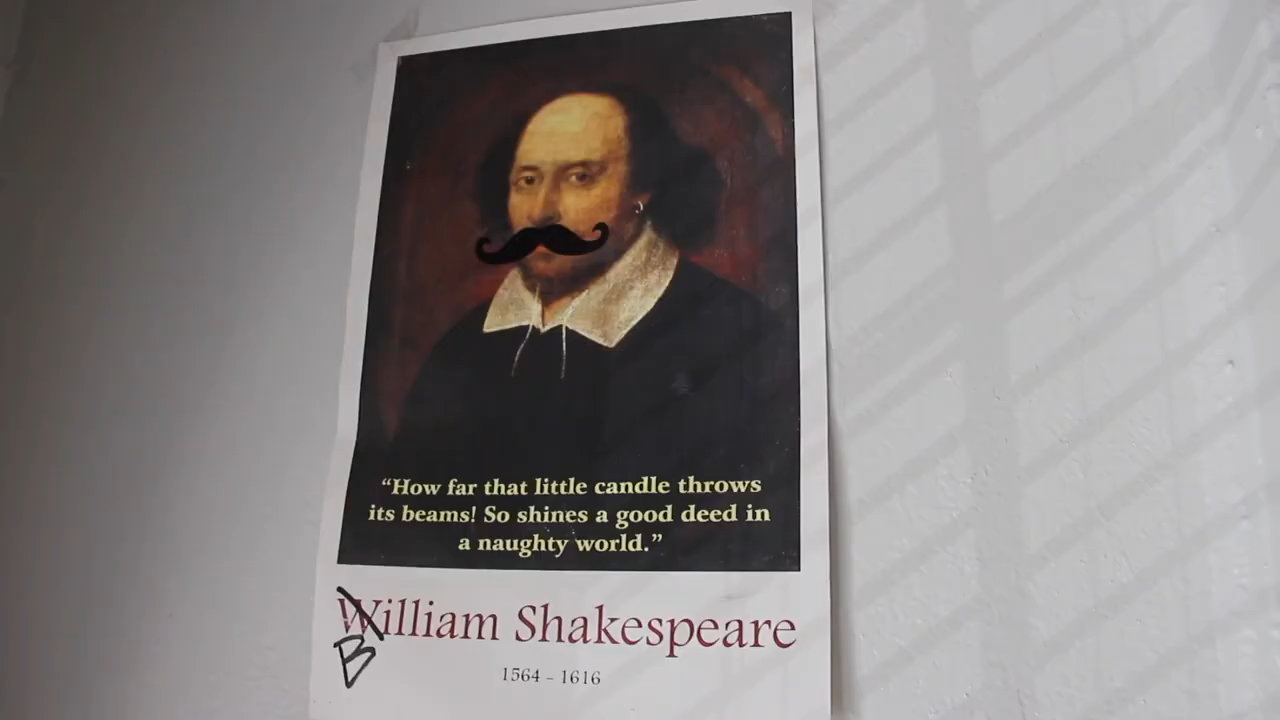 “How far that little candle throws
its beams! So shines a good deed in
a naughty world.”
William Shakespeare
B
1564 – 1616